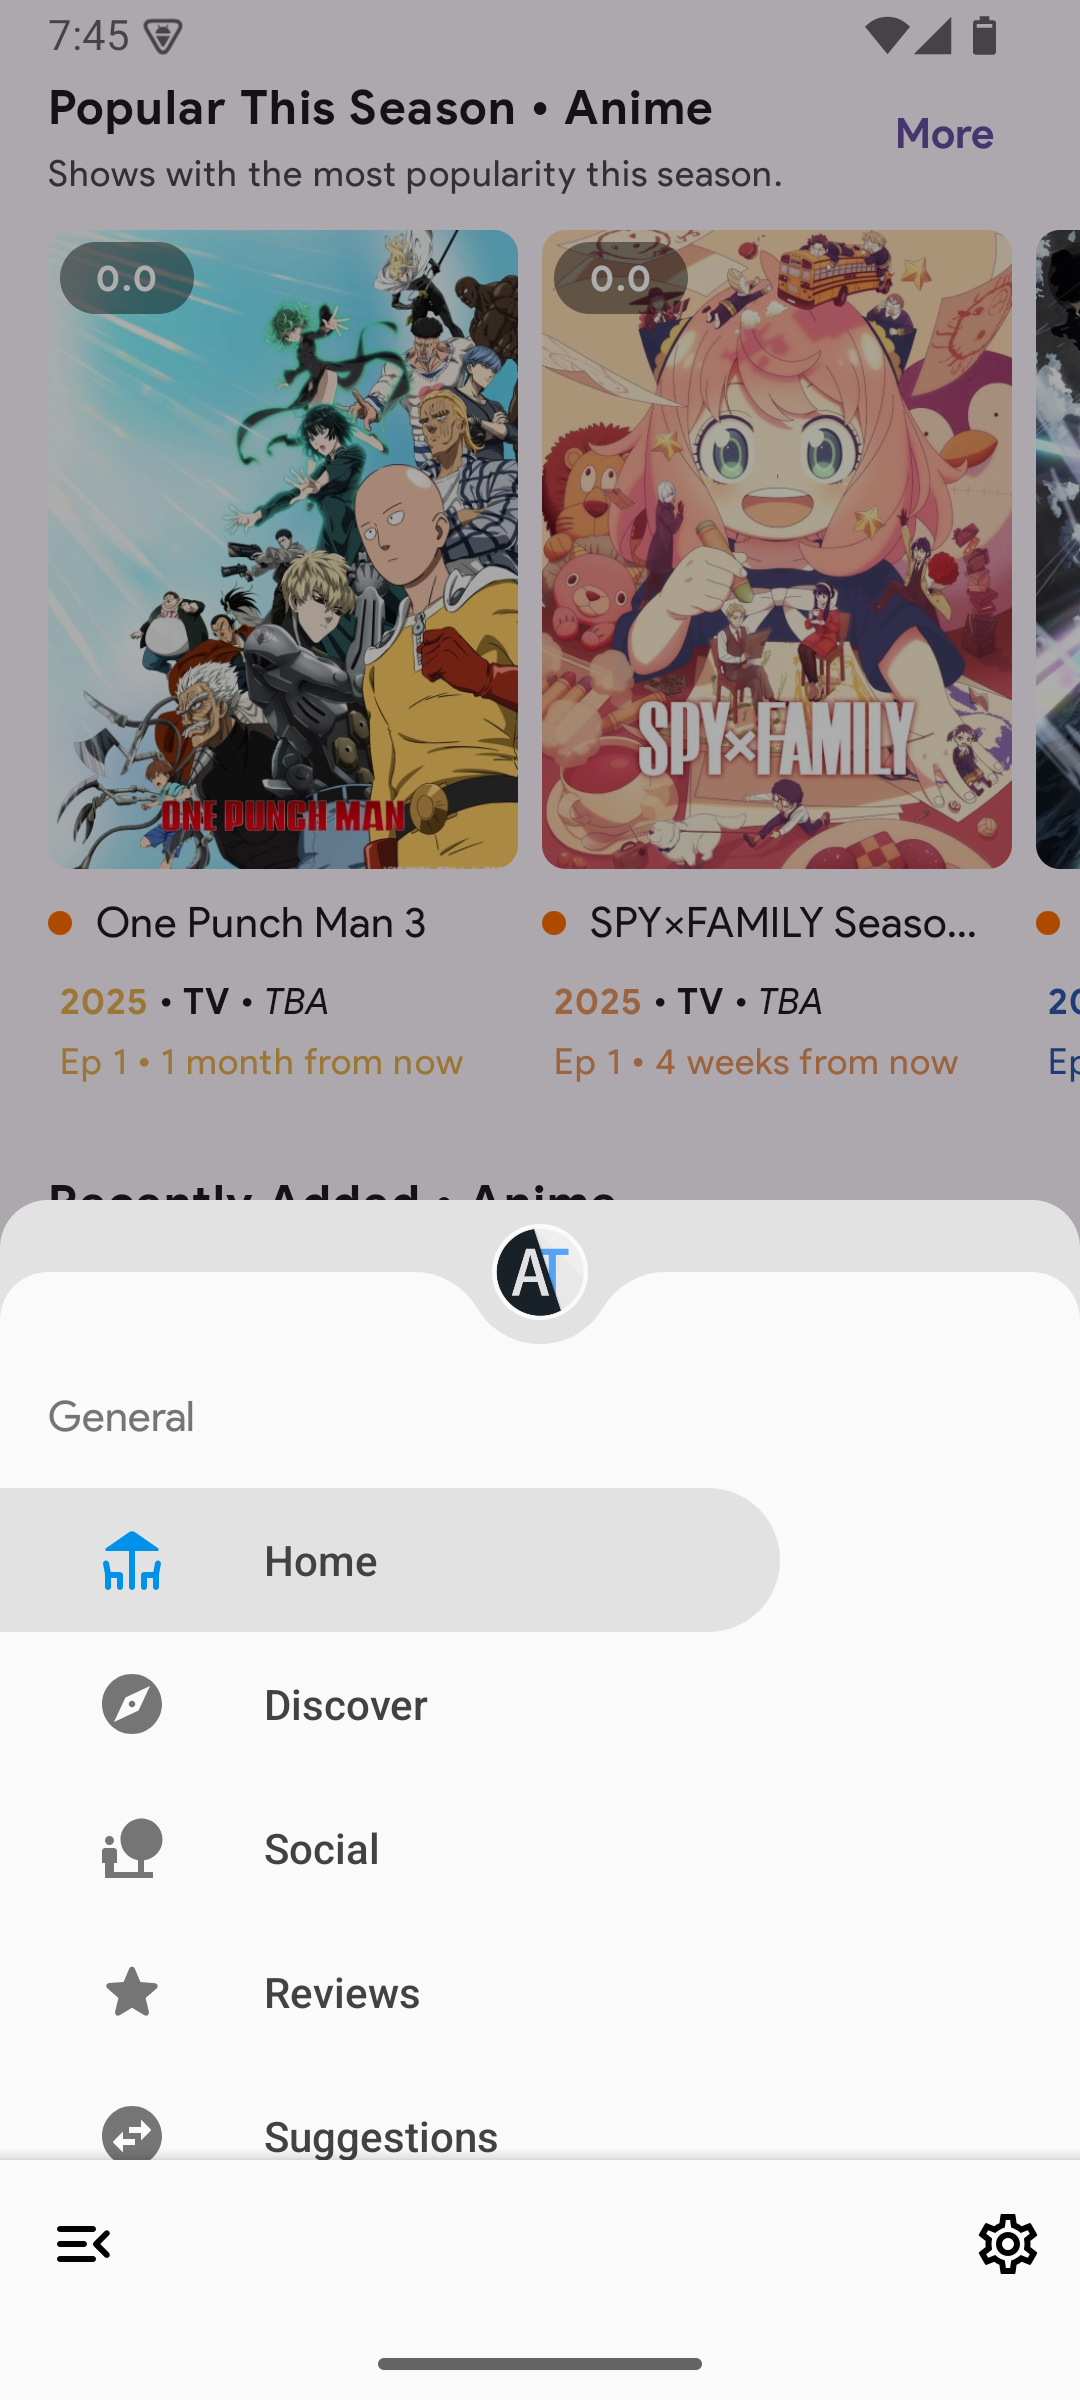 7:45
Popular This Season • Anime
More
Shows with the most popularity this season.
0.0
0.0
ONE PUNCH MAN
SPY×FAMILY
One Punch Man 3
SPY×FAMILY Seaso...
2025 • TV • TBA
2025 • TV • TBA
20
Ep 1 • 1 month from now
Ep 1 • 4 weeks from now
Ep
Recently Added • Anime
AT
General
Home
Discover
Social
Reviews
Suggestions